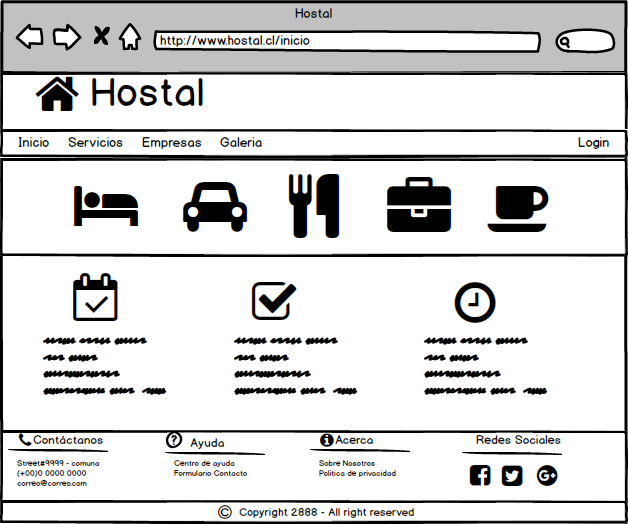 Hostal
http://www.hostal.cl/inicio
Hostal
Inicio Servicios Empresas Galeria Login
Contáctanos Ayuda Acerca Redes Sociales
Street#9999 - comuna Centro de ayuda Sobre Nosotros
(+00)0 0000 0000 Formulario Contacto Politica de privacidad
correo@correo.com
© Copyright 2888 - All right reserved